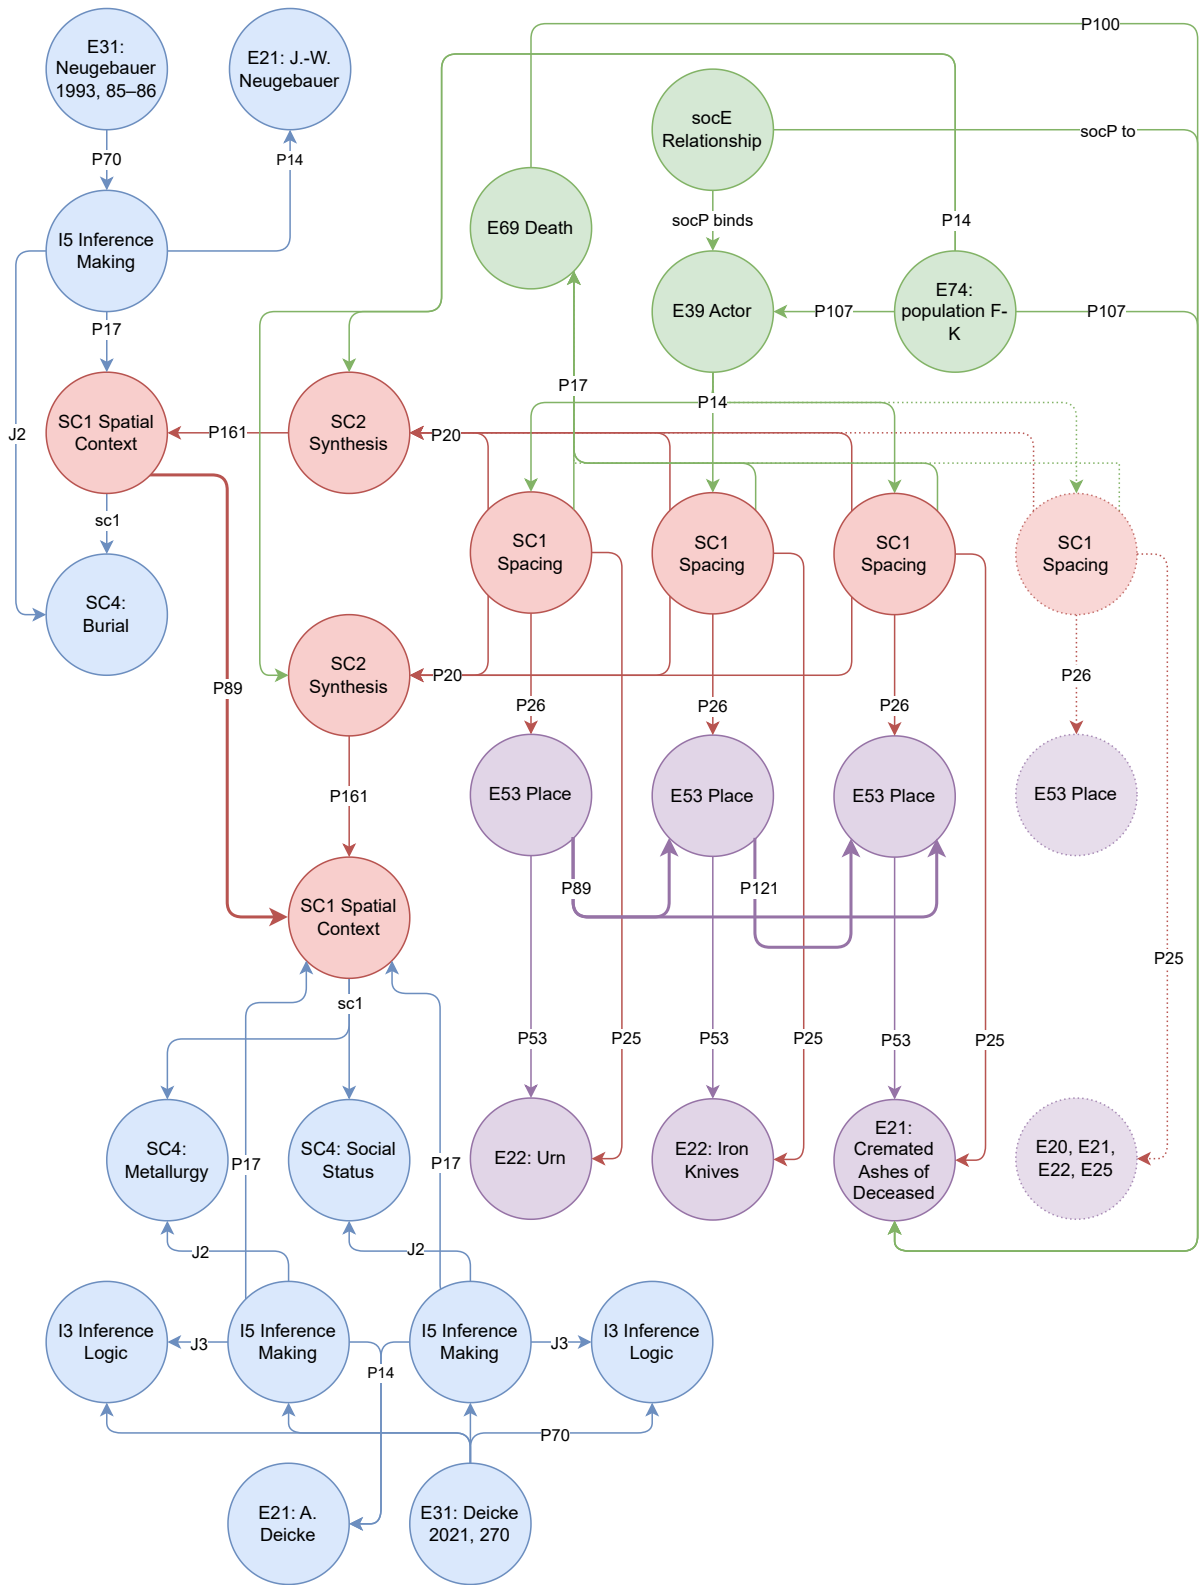 P100
E31:
Neugebauer
1993, 85–86
E21: J.-W.
Neugebauer
socE
Relationship
socP to
P70
P14
E69 Death
socP binds
P14
I5 Inference
Making
E39 Actor
P107
E74:
population F-
K
P107
P17
P17
P14
J2
SC1 Spatial
Context
P161
SC2
Synthesis
P20
sc1
SC1
Spacing
SC1
Spacing
SC1
Spacing
SC1
Spacing
SC4:
Burial
P89
SC2
Synthesis
P20
P26
P26
P26
P26
P161
E53 Place
E53 Place
E53 Place
E53 Place
P89
P121
SC1 Spatial
Context
P25
sc1
P53
P25
P53
P25
P53
P25
SC4:
Metallurgy
P17
SC4: Social
Status
P17
E22: Urn
E22: Iron
Knives
E21:
Cremated
Ashes of
Deceased
E20, E21,
E22, E25
J2
J2
I3 Inference
Logic
J3
I5 Inference
Making
P14
I5 Inference
Making
J3
I3 Inference
Logic
P70
E21: A.
Deicke
E31: Deicke
2021, 270